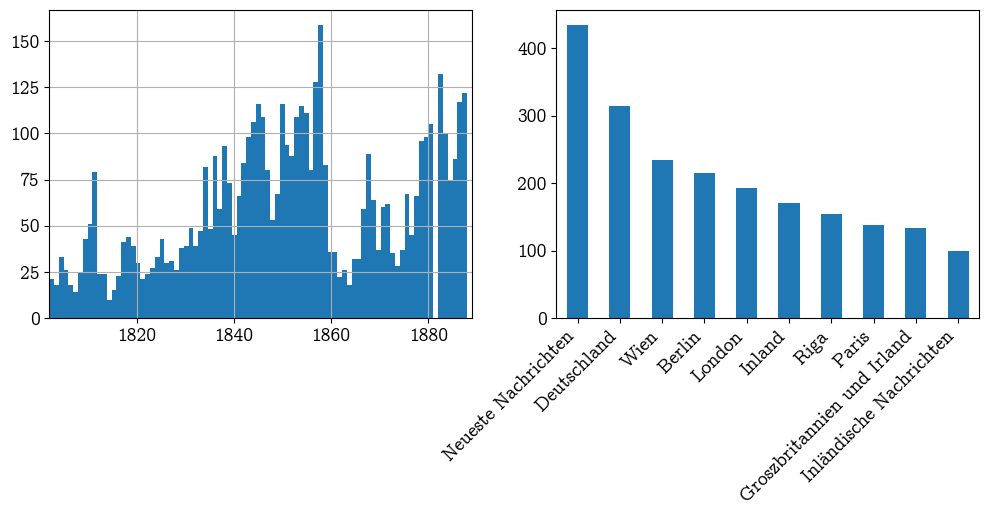 150
125
100
75
50
25
0
1820 1840 1860 1880
400
300
200
100
0
Neueste Nachrichten
Deutschland
Wien
Berlin
London
Inland
Riga
Paris
Groszbritannien und Irland
Inländische Nachrichten